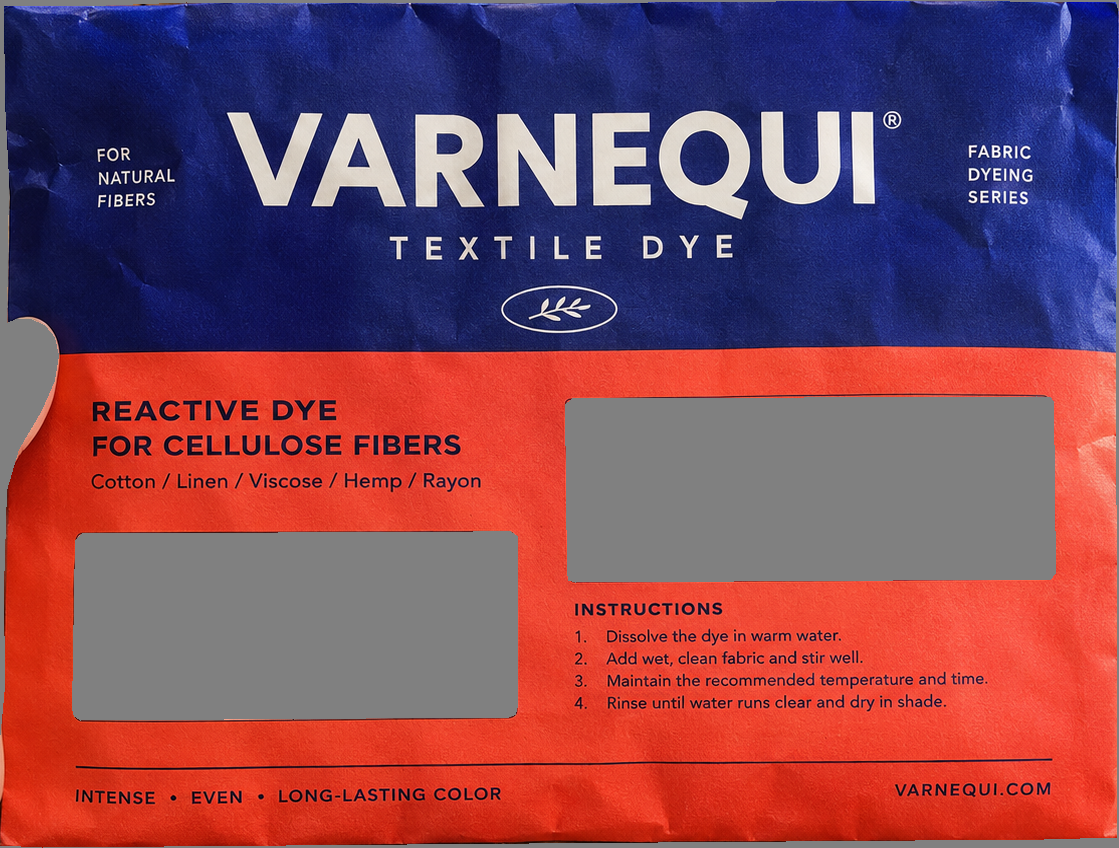 FOR
NATURAL
FIBERS
VARNEQUI®
TEXTILE DYE
FABRIC
DYEING
SERIES
REACTIVE DYE
FOR CELLULOSE FIBERS
Cotton / Linen / Viscose / Hemp / Rayon
INSTRUCTIONS
1. Dissolve the dye in warm water.
2. Add wet, clean fabric and stir well.
3. Maintain the recommended temperature and time.
4. Rinse until water runs clear and dry in shade.
INTENSE • EVEN • LONG-LASTING COLOR
VARNEQUI.COM